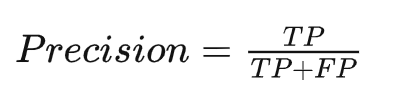 Precision = TP / TP+FP